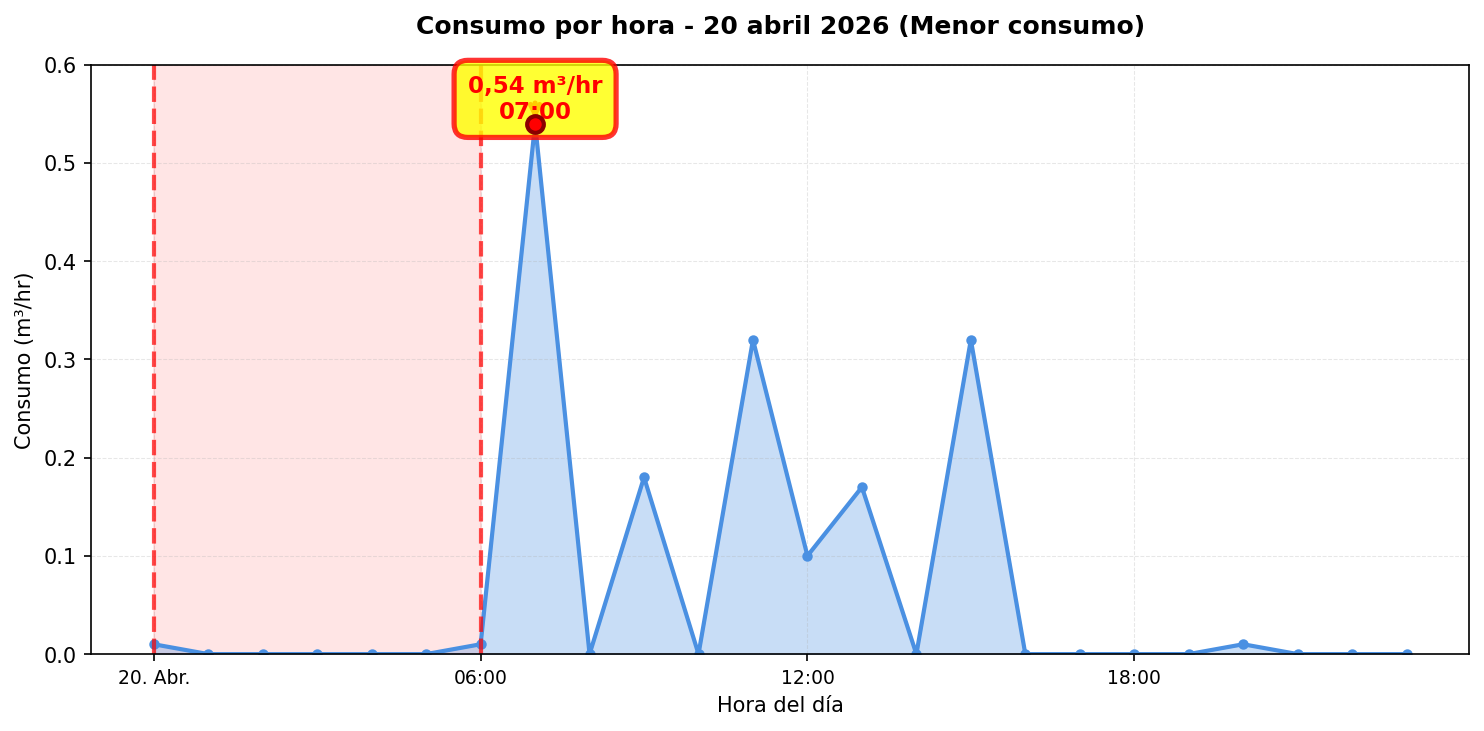 Consumo por hora - 20 abril 2026 (Menor consumo)
0,54 m³/hr
07:00
0.6
0.5
0.4
0.3
0.2
0.1
0.0
Consumo (m³/hr)
20. Abr.
06:00
12:00
18:00
Hora del día